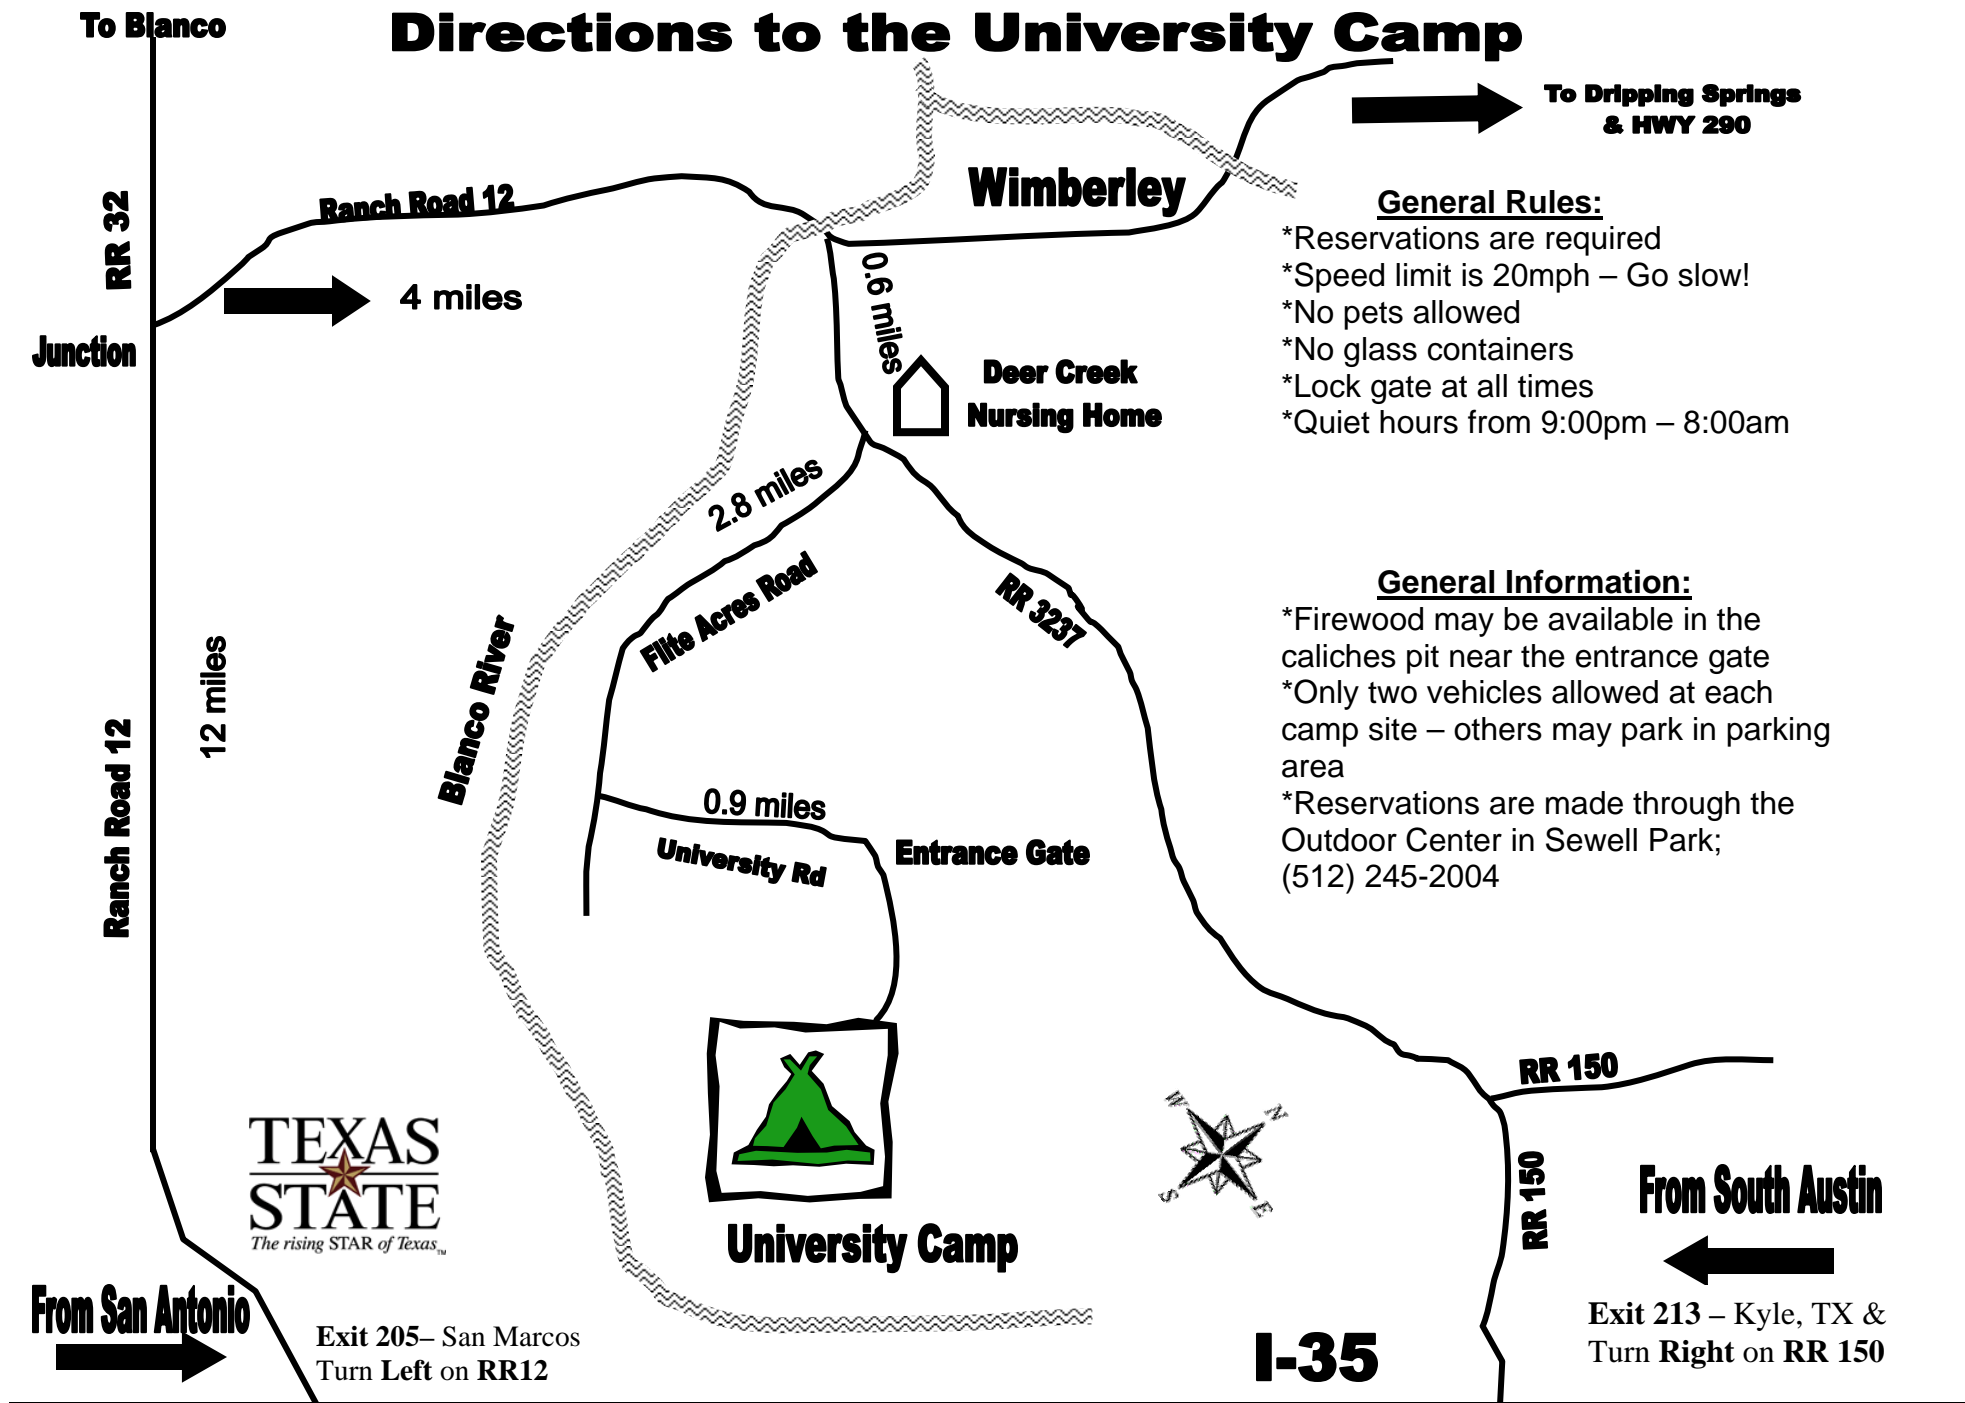 To Blanco
Directions to the University Camp
To Dripping Springs
& HWY 290
RR 32
Ranch Road 12
Wimberley
4 miles
Junction
0.6 miles
Deer Creek
Nursing Home
General Rules:
*Reservations are required
*Speed limit is 20mph – Go slow!
*No pets allowed
*No glass containers
*Lock gate at all times
*Quiet hours from 9:00pm – 8:00am
2.8 miles
Flite Acres Road
RR 3237
General Information:
*Firewood may be available in the
caliches pit near the entrance gate
*Only two vehicles allowed at each
camp site – others may park in parking
area
*Reservations are made through the
Outdoor Center in Sewell Park;
(512) 245-2004
12 miles
Ranch Road 12
Blanco River
0.9 miles
University Rd
Entrance Gate
RR 150
RR 150
W
N
S
E
TEXAS
STATE
The rising STAR of Texas™
University Camp
From South Austin
Exit 213 – Kyle, TX &
Turn Right on RR 150
From San Antonio
Exit 205– San Marcos
Turn Left on RR12
I-35